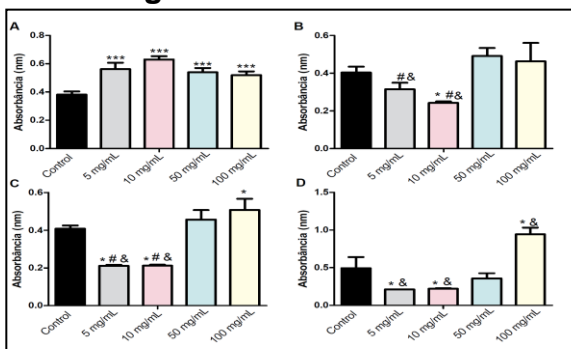 A
Absorbância (nm)
0.8
0.6
0.4
0.2
0.0
***
***
***
***
Control
5 mg/mL
10 mg/mL
50 mg/mL
100 mg/mL
B
Absorbância (nm)
0.6
0.4
0.2
0.0
#&
* #&
Control
5 mg/mL
10 mg/mL
50 mg/mL
100 mg/mL
C
Absorbância (nm)
0.6
0.4
0.2
0.0
* # &
* # &
*
Control
5 mg/mL
10 mg/mL
50 mg/mL
100 mg/mL
D
Absorbância (nm)
1.5
1.0
0.5
0.0
* &
* &
* &
Control
5 mg/mL
10 mg/mL
50 mg/mL
100 mg/mL